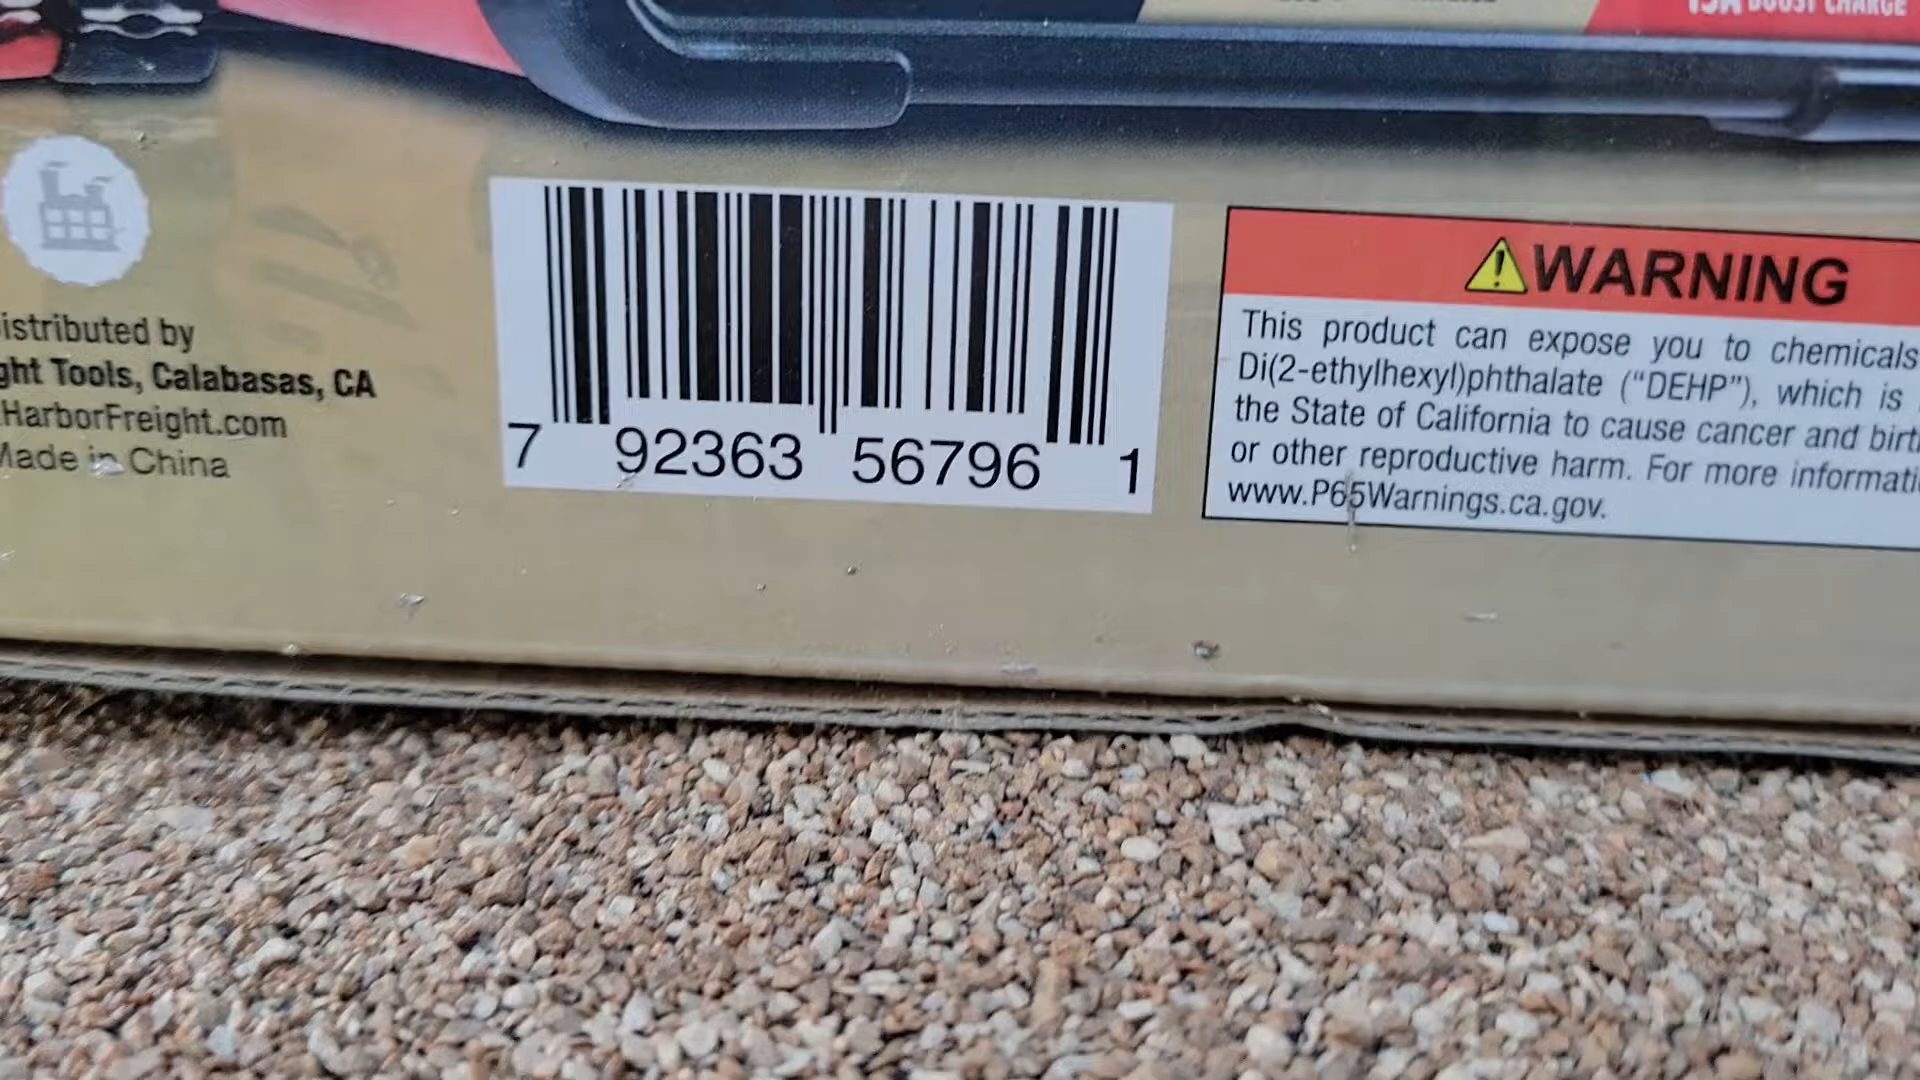 15A BOOST CHARGE
istributed by
ght Tools, Calabasas, CA
HarborFreight.com
Made in China
7 92363 56796 1
WARNING
This product can expose you to chemicals
Di(2-ethylhexyl)phthalate (“DEHP”), which is
the State of California to cause cancer and birt
or other reproductive harm. For more informati
www.P65Warnings.ca.gov.